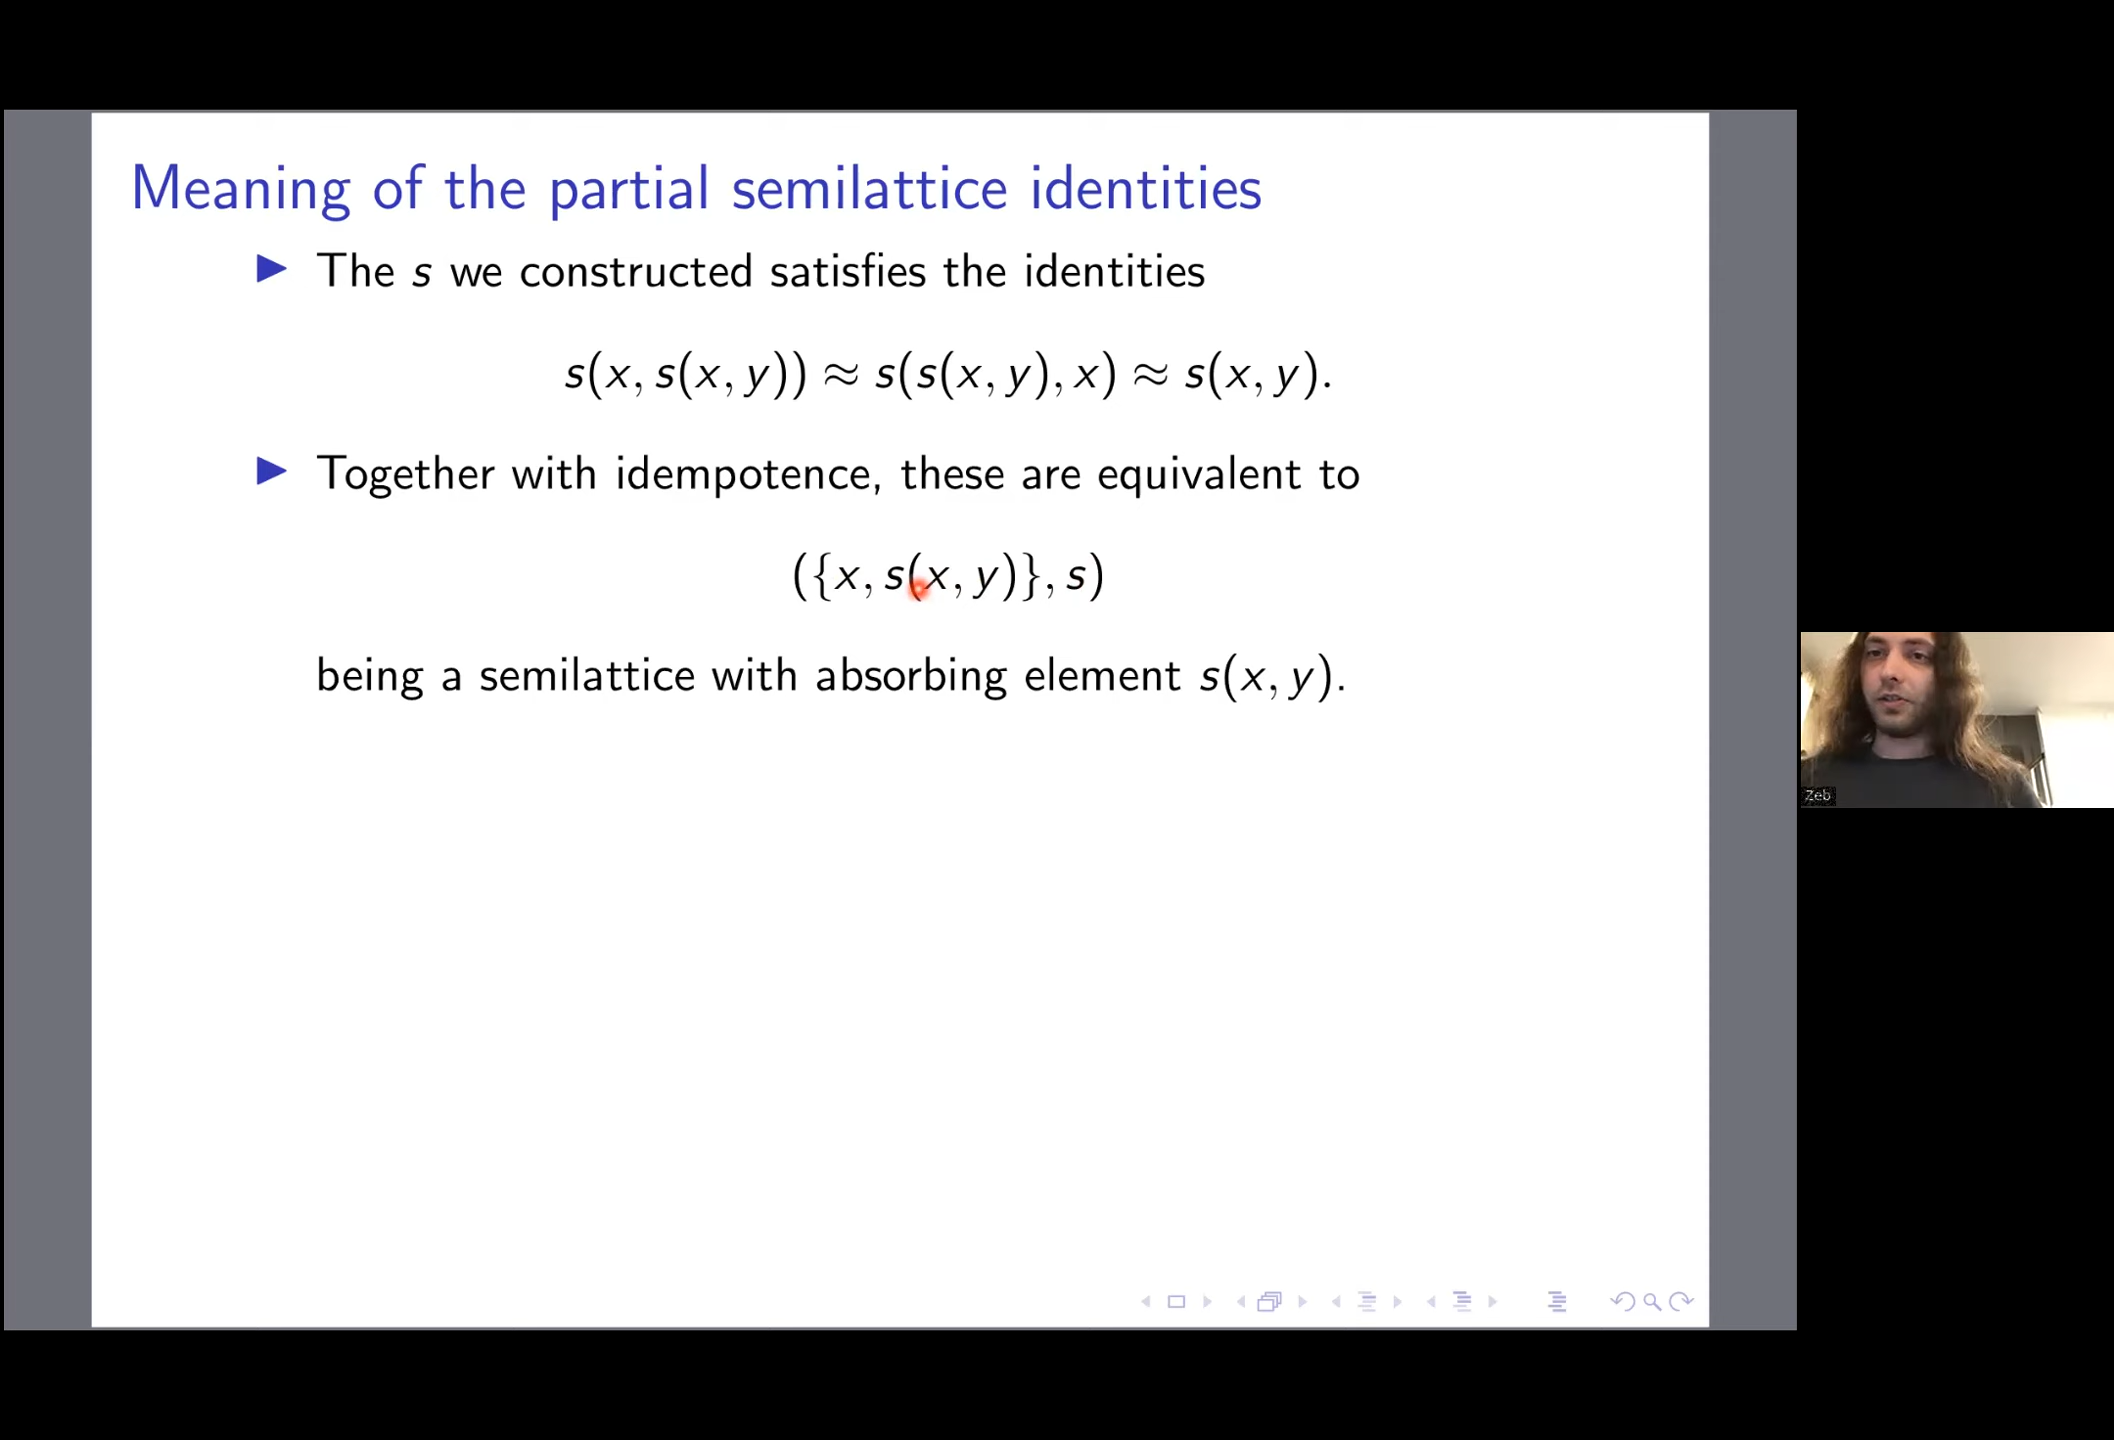 Meaning of the partial semilattice identities
▶ The s we constructed satisfies the identities
s(x, s(x, y)) ≈ s(s(x, y), x) ≈ s(x, y).
▶ Together with idempotence, these are equivalent to
({x, s(x, y)}, s)
being a semilattice with absorbing element s(x, y).
Zeb